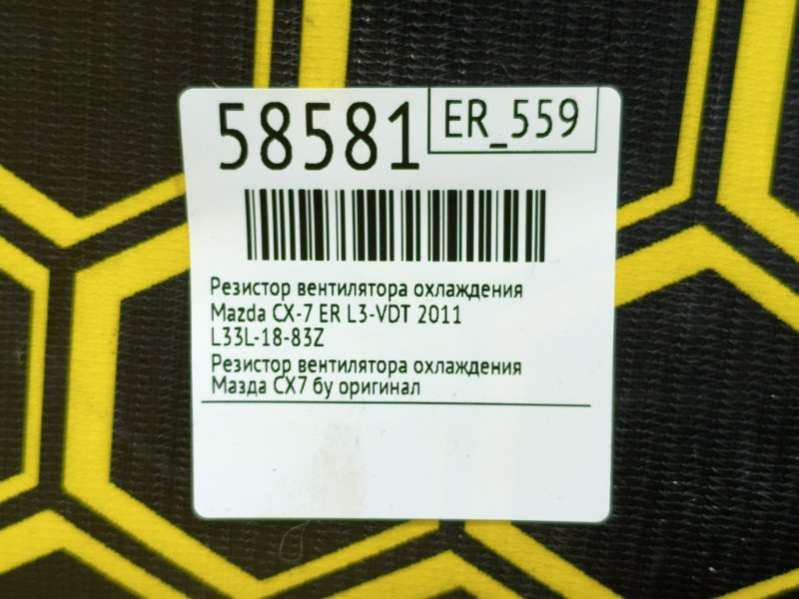 58581
ER_559
Резистор вентилятора охлаждения
Mazda CX-7 ER L3-VDT 2011
L33L-18-83Z
Резистор вентилятора охлаждения
Мазда СХ7 бу оригинал